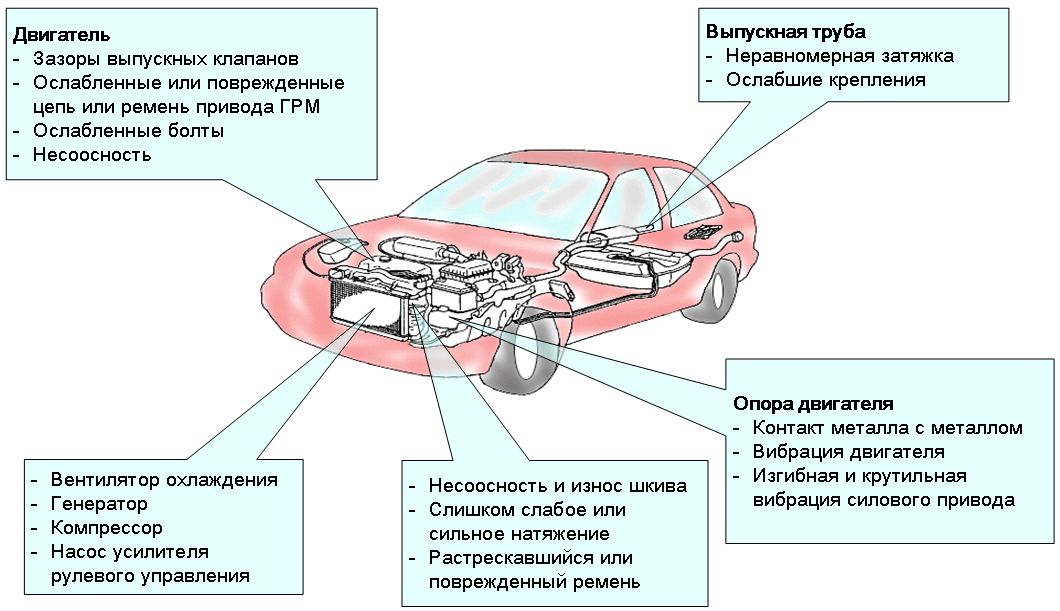 Двигатель
- Зазоры выпускных клапанов
- Ослабленные или поврежденные
цепь или ремень привода ГРМ
- Ослабленные болты
- Несоосность
Выпускная труба
- Неравномерная затяжка
- Ослабшие крепления
Опора двигателя
- Контакт металла с металлом
- Вибрация двигателя
- Изгибная и крутильная
вибрация силового привода
- Вентилятор охлаждения
- Генератор
- Компрессор
- Насос усилителя
рулевого управления
- Несоосность и износ шкива
- Слишком слабое или
сильное натяжение
- Растрескавшийся или
поврежденный ремень